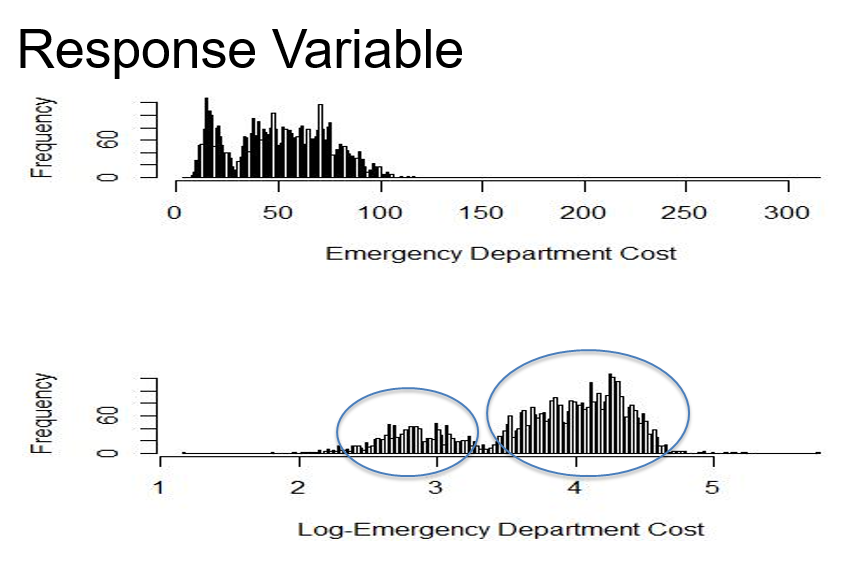 Response Variable
Frequency
60
0
0 50 100 150 200 250 300
Emergency Department Cost
Frequency
60
0
1 2 3 4 5
Log-Emergency Department Cost